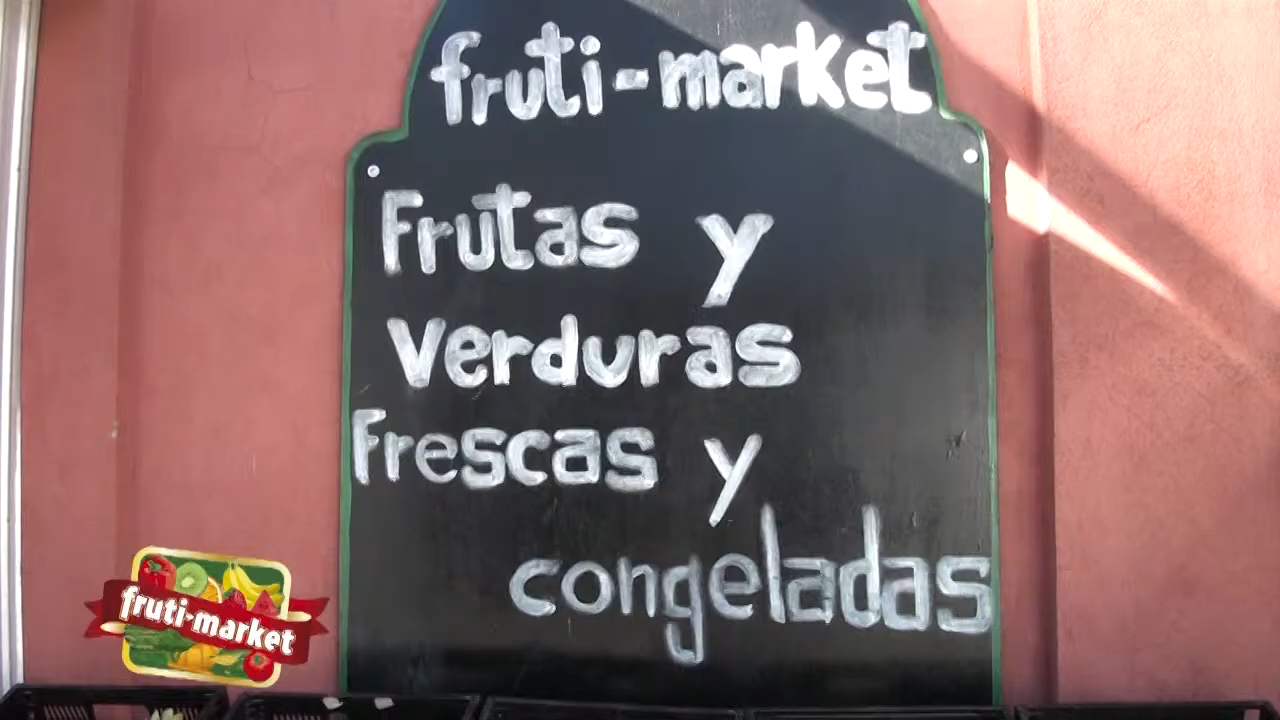 fruti-market
Frutas y
Verduras
Frescas y
congeladas
fruti-market